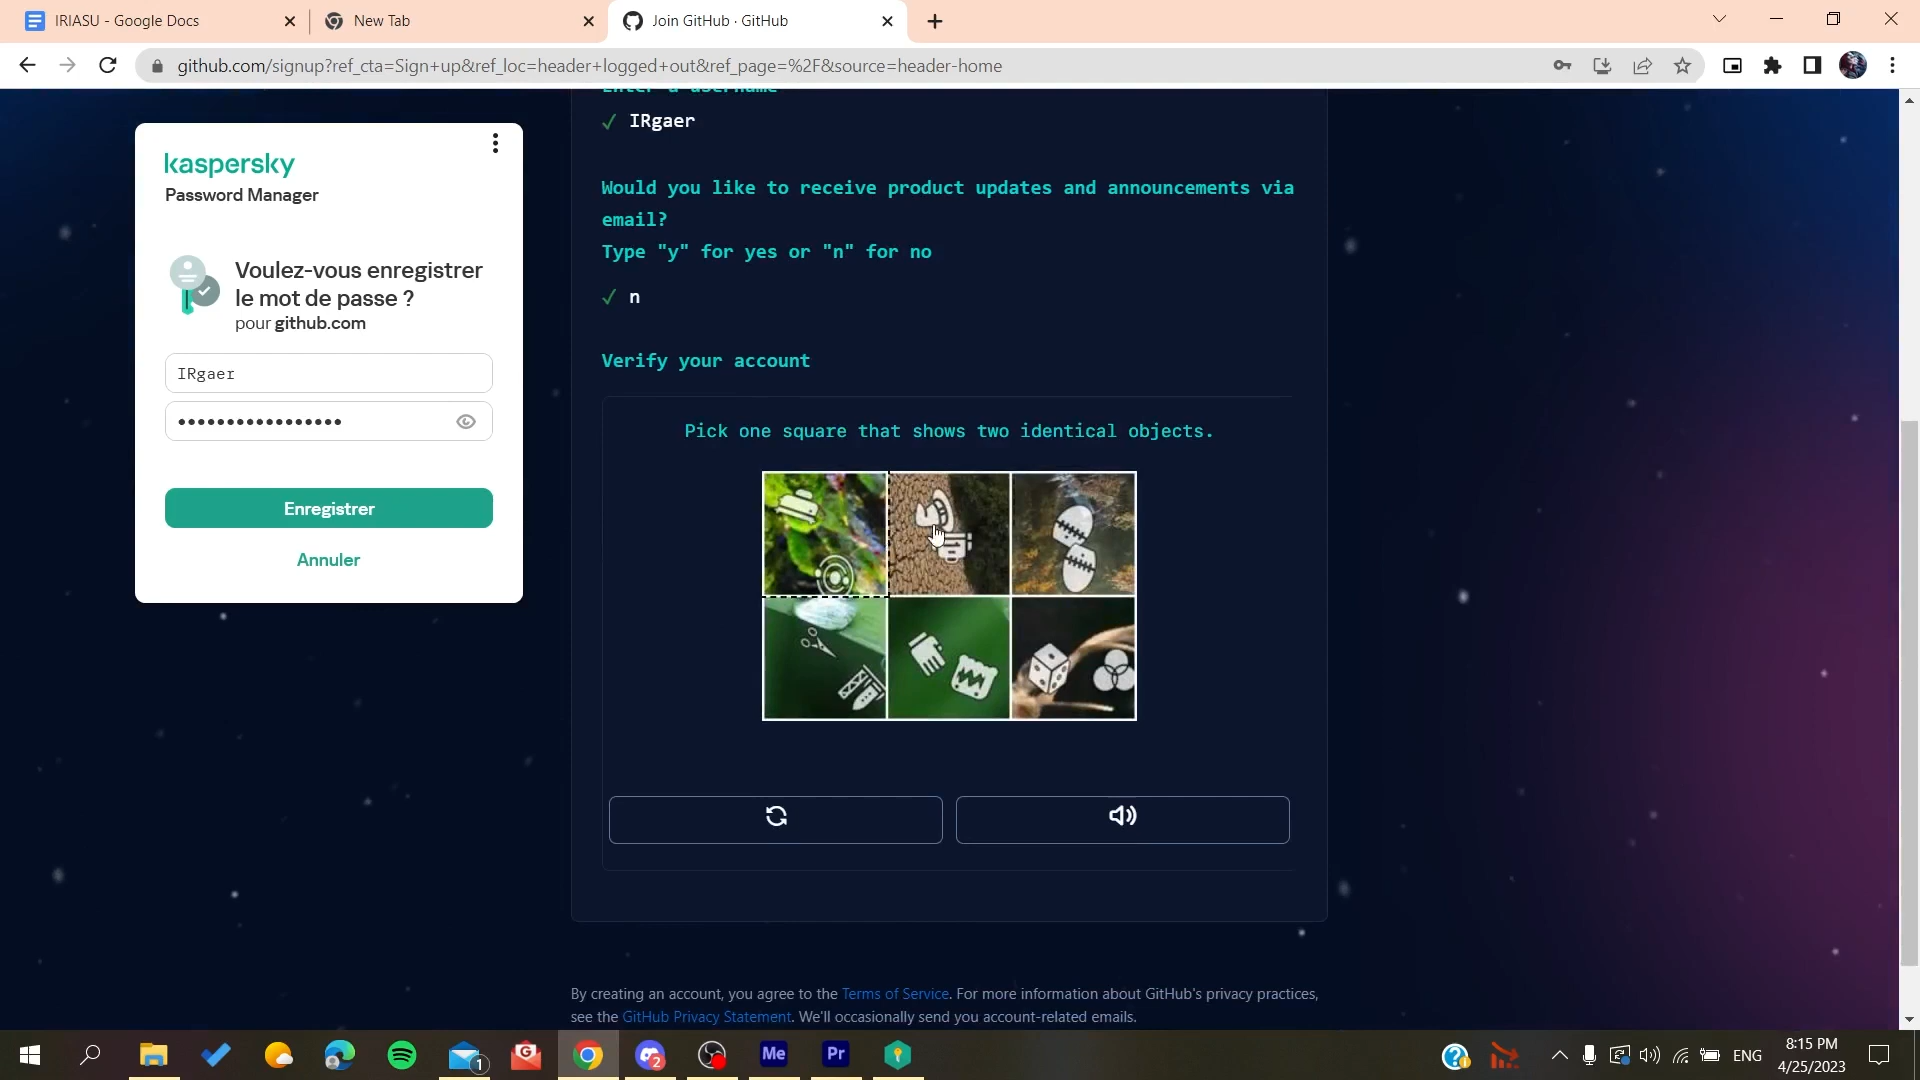 IRIASU - Google Docs
New Tab
Join GitHub · GitHub
github.com/signup?ref_cta=Sign+up&ref_loc=header+logged+out&ref_page=%2F&source=header-home
kaspersky
Password Manager
Voulez-vous enregistrer
le mot de passe ?
pour github.com
IRgaer
Enregistrer
Annuler
Enter a username
✓ IRgaer
Would you like to receive product updates and announcements via
email?
Type "y" for yes or "n" for no
✓ n
Verify your account
Pick one square that shows two identical objects.
By creating an account, you agree to the Terms of Service. For more information about GitHub's privacy practices,
see the GitHub Privacy Statement. We'll occasionally send you account-related emails.
1
G
2
Me
Pr
ENG
8:15 PM
4/25/2023